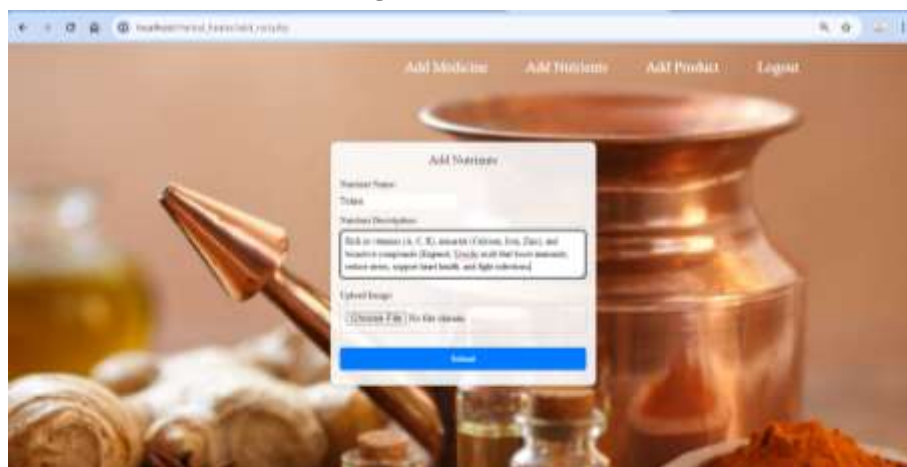 Add Medicine Add Nutrients Add Product Logout
Add Nutrients
Nutrient Name:
Nutrient Description:
Rich in vitamins (A, C, K), minerals (Calcium, Iron, Zinc), and
bioactive compounds (Eugenol, Ursolic acid) that boost immunity,
reduce stress, support heart health, and fight infections
Upload Image:
Choose File No file chosen
Submit